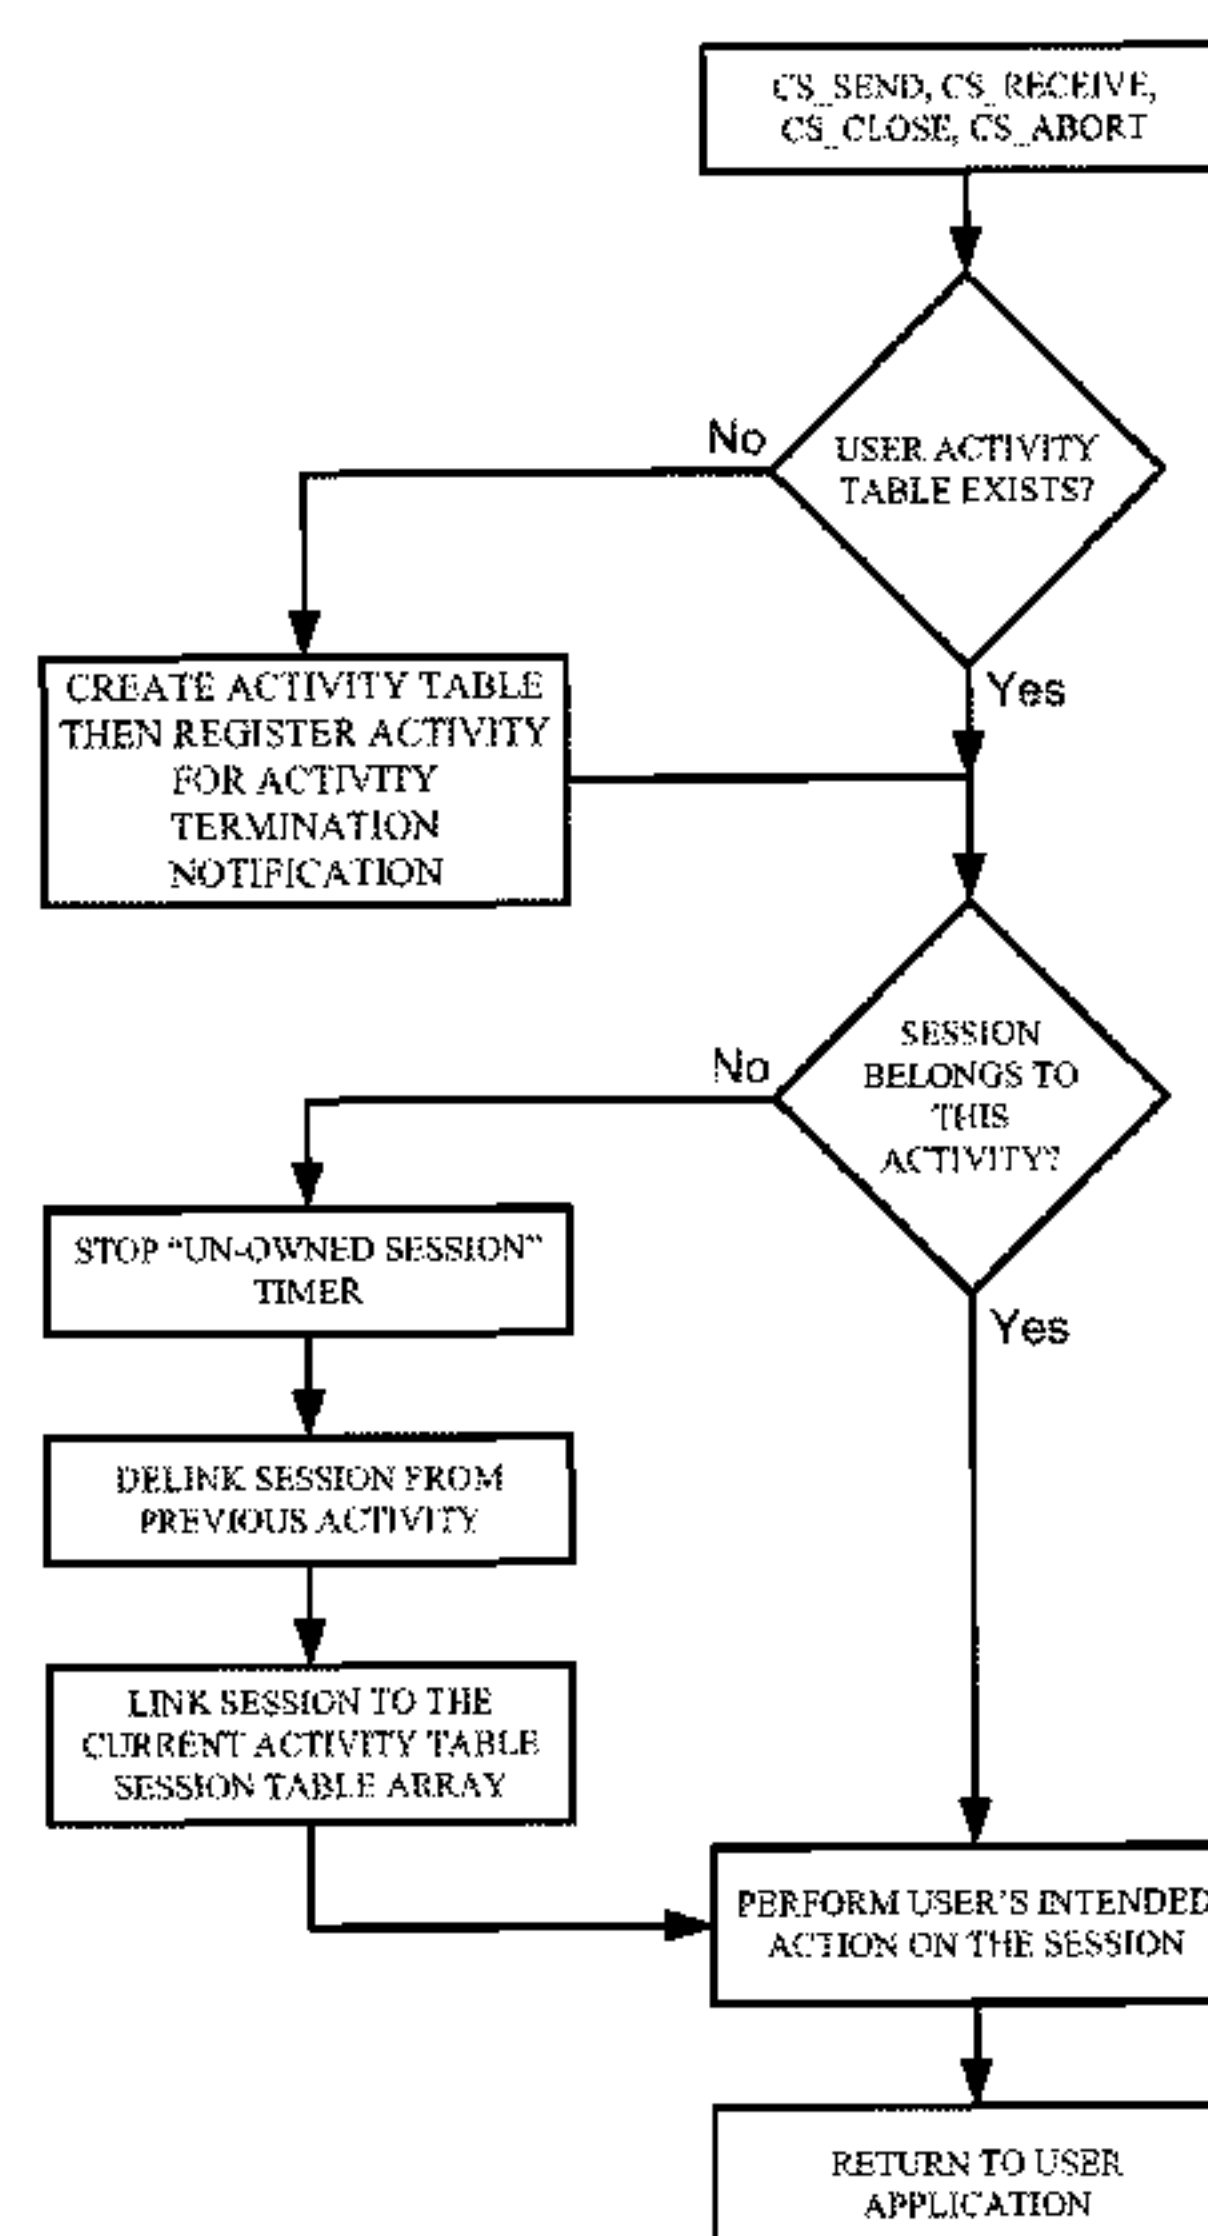 CS_SEND, CS_RECEIVE,
CS_CLOSE, CS_ABORT
No
USER ACTIVITY
TABLE EXISTS?
Yes
CREATE ACTIVITY TABLE
THEN REGISTER ACTIVITY
FOR ACTIVITY
TERMINATION
NOTIFICATION
No
SESSION
BELONGS TO
THIS
ACTIVITY?
Yes
STOP “UN-OWNED SESSION”
TIMER
DELINK SESSION FROM
PREVIOUS ACTIVITY
LINK SESSION TO THE
CURRENT ACTIVITY TABLE
SESSION TABLE ARRAY
PERFORM USER'S INTENDED
ACTION ON THE SESSION
RETURN TO USER
APPLICATION